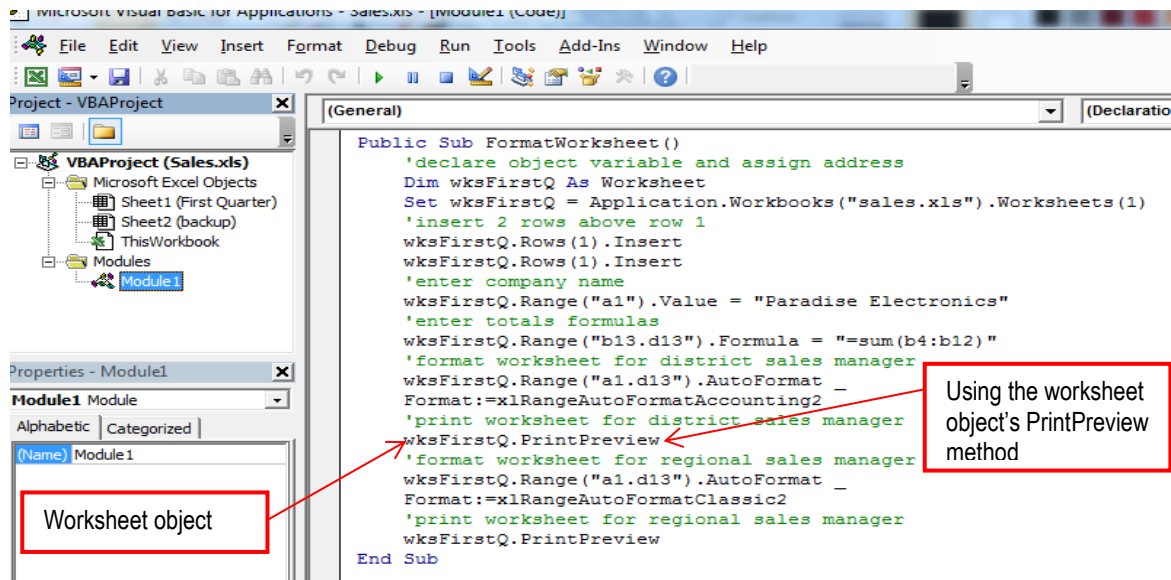 Microsoft Visual Basic for Applications - Sales.xls - [Module1 (Code)]
File Edit View Insert Format Debug Run Tools Add-Ins Window Help
Project - VBAProject
VBAProject (Sales.xls)
Microsoft Excel Objects
Sheet1 (First Quarter)
Sheet2 (backup)
ThisWorkbook
Modules
Module1
Properties - Module1
Module1 Module
Alphabetic Categorized
(Name) Module1
(General) (Declaratio
Public Sub FormatWorksheet()
'declare object variable and assign address
Dim wksFirstQ As Worksheet
Set wksFirstQ = Application.Workbooks("sales.xls").Worksheets(1)
'insert 2 rows above row 1
wksFirstQ.Rows(1).Insert
wksFirstQ.Rows(1).Insert
'enter company name
wksFirstQ.Range("a1").Value = "Paradise Electronics"
'enter totals formulas
wksFirstQ.Range("b13.d13").Formula = "=sum(b4:b12)"
'format worksheet for district sales manager
wksFirstQ.Range("a1.d13").AutoFormat _
Format:=xlRangeAutoFormatAccounting2
'print worksheet for district sales manager
wksFirstQ.PrintPreview
'format worksheet for regional sales manager
wksFirstQ.Range("a1.d13").AutoFormat _
Format:=xlRangeAutoFormatClassic2
'print worksheet for regional sales manager
wksFirstQ.PrintPreview
End Sub
Using the worksheet
object's PrintPreview
method
Worksheet object